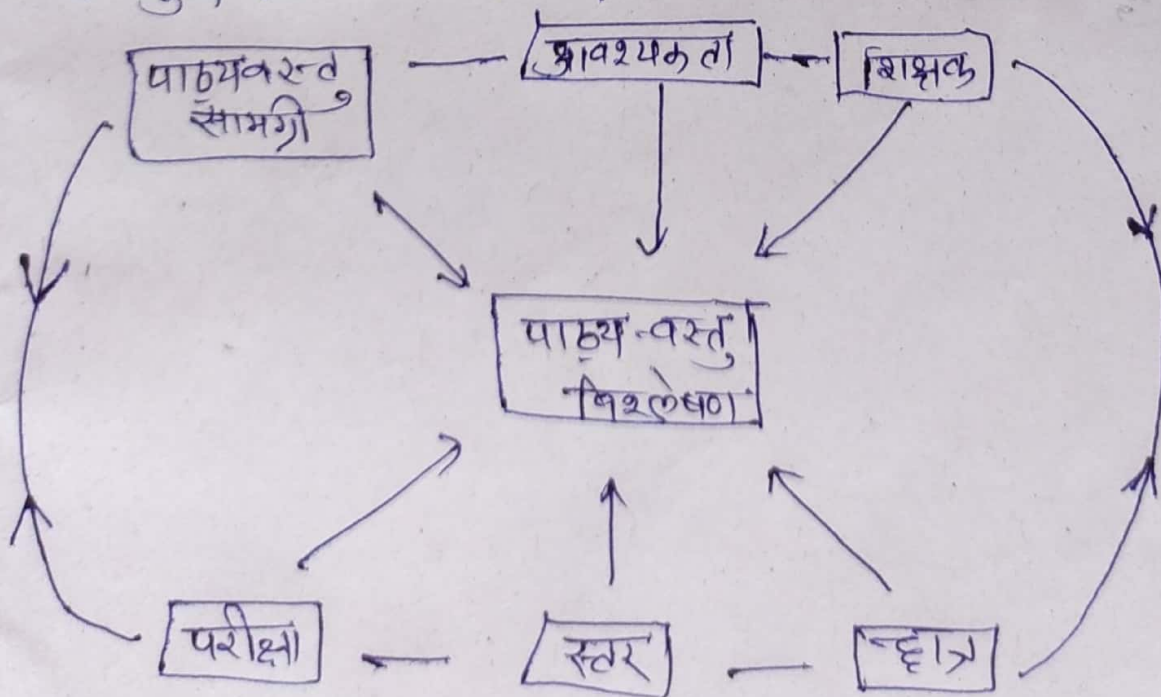 पाठ्यवस्तु
सामग्री
आवश्यकता
शिक्षक
पाठ्य-वस्तु
विश्लेषण
परीक्षा
स्तर
छात्र